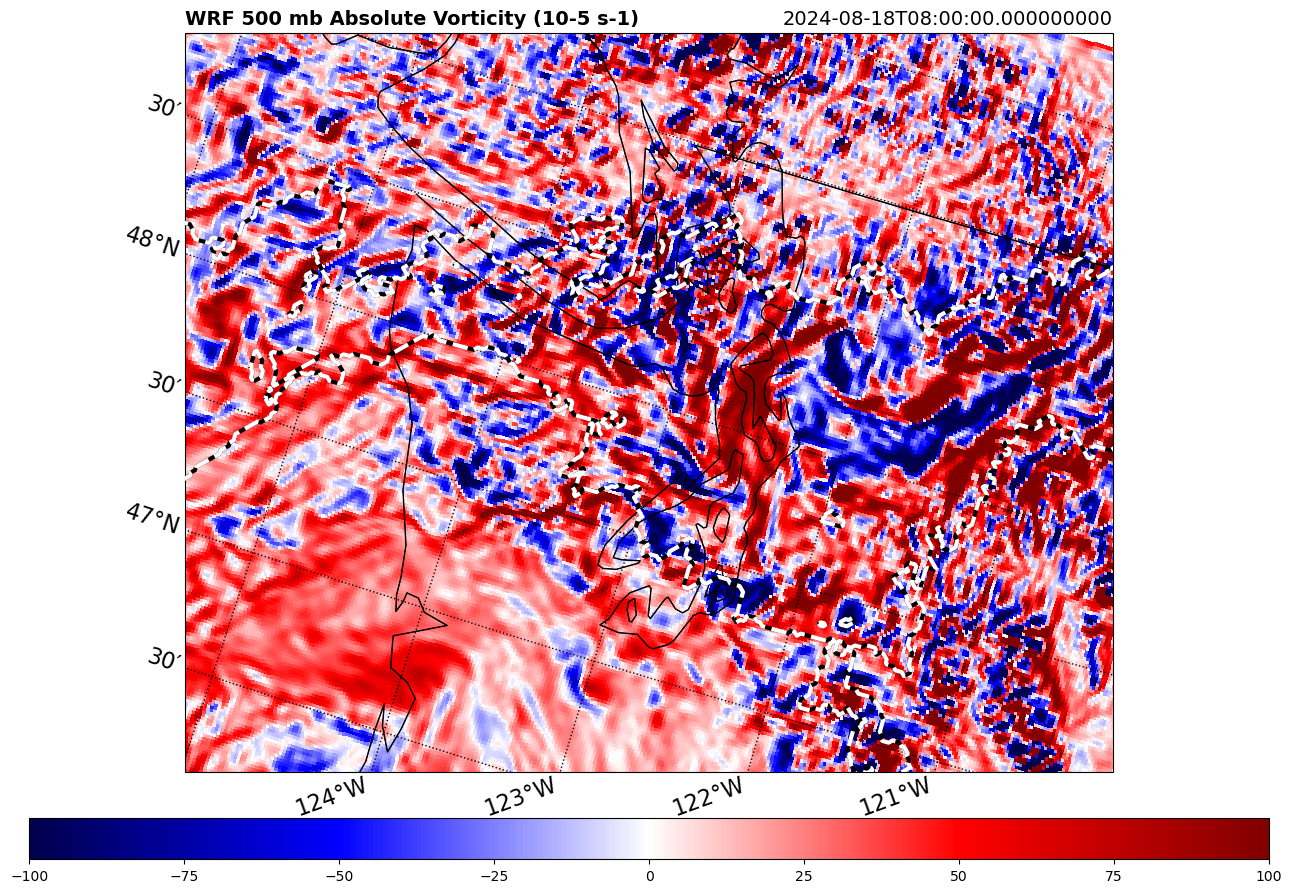 WRF 500 mb Absolute Vorticity (10-5 s-1) 2024-08-18T08:00:00.000000000
30′
48°N
30′
47°N
30′
124°W 123°W 122°W 121°W
−100 −75 −50 −25 0 25 50 75 100